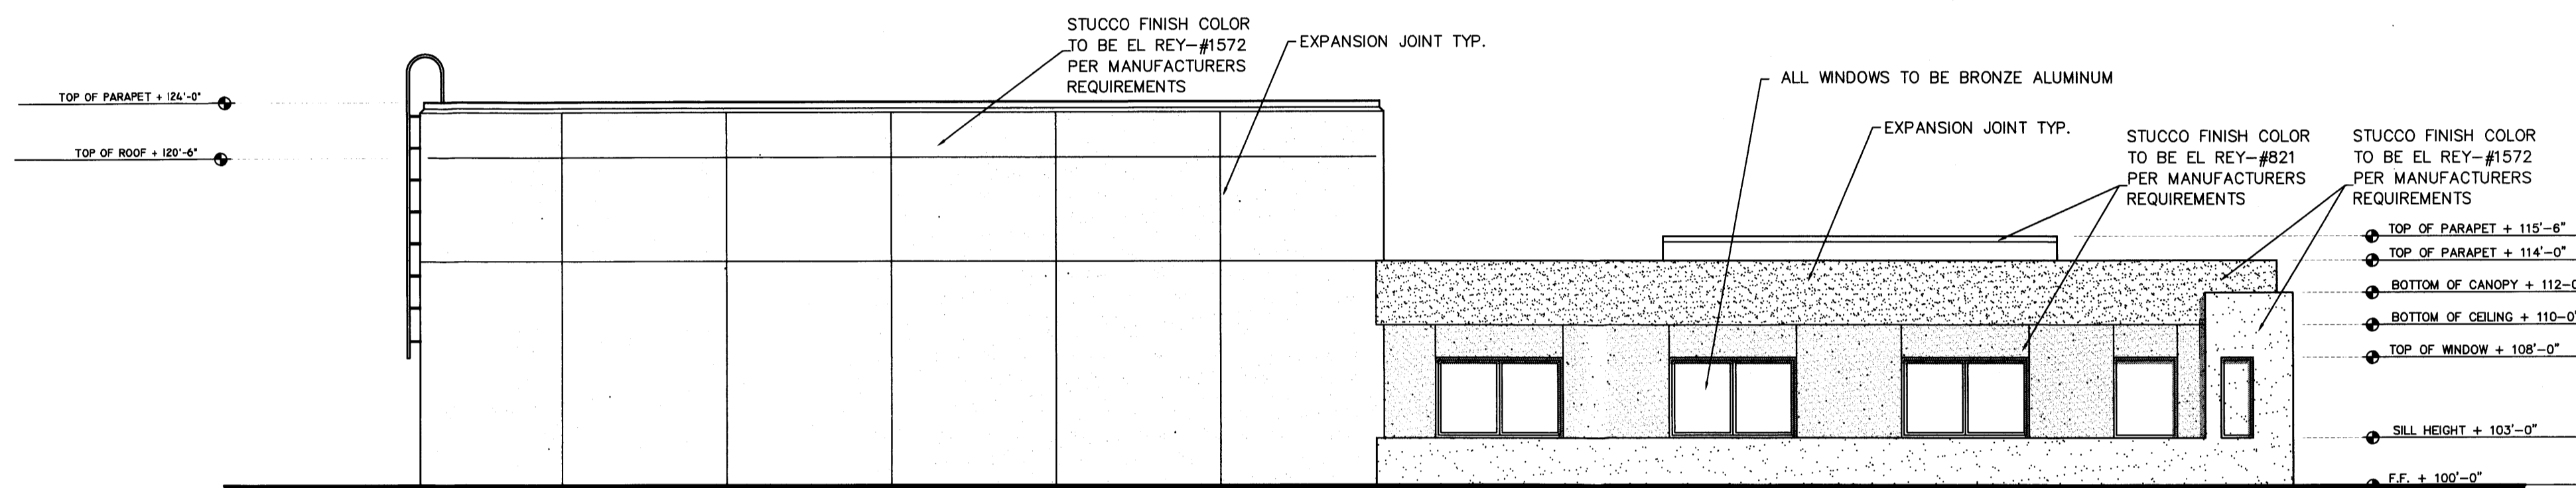 STUCCO FINISH COLOR
TO BE EL REY-#1572
PER MANUFACTURERS
REQUIREMENTS
EXPANSION JOINT TYP.
ALL WINDOWS TO BE BRONZE ALUMINUM
EXPANSION JOINT TYP.
STUCCO FINISH COLOR
TO BE EL REY-#821
PER MANUFACTURERS
REQUIREMENTS
STUCCO FINISH COLOR
TO BE EL REY-#1572
PER MANUFACTURERS
REQUIREMENTS
TOP OF PARAPET + 124'-0"
TOP OF ROOF + 120'-6"
TOP OF PARAPET + 115'-6"
TOP OF PARAPET + 114'-0"
BOTTOM OF CANOPY + 112-0
BOTTOM OF CEILING + 110-0'
TOP OF WINDOW + 108'-0"
SILL HEIGHT + 103'-0"
F.F. + 100'-0"